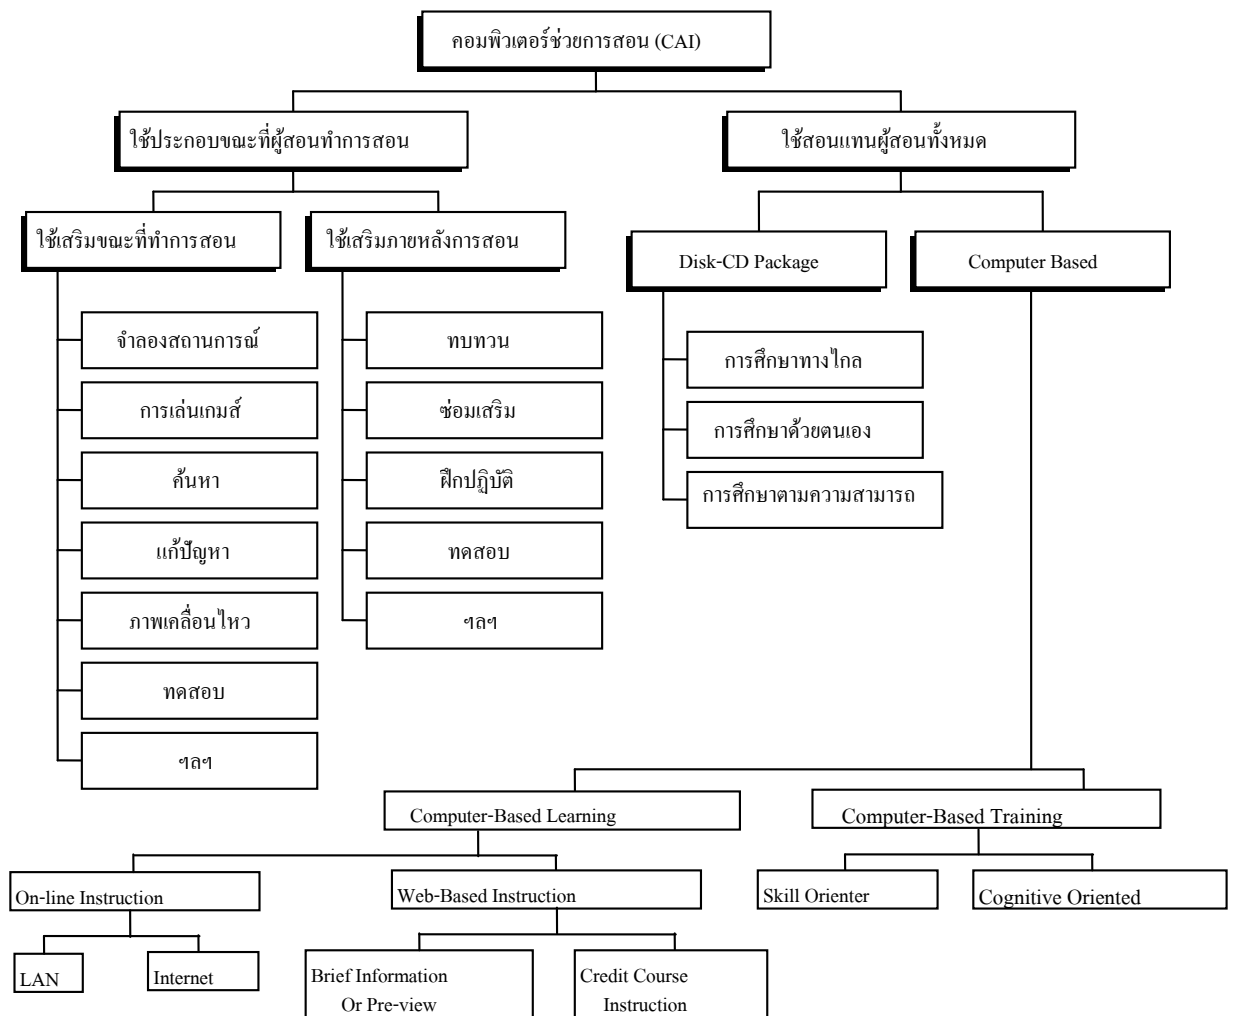 คอมพิวเตอร์ช่วยการสอน (CAI)
ใช้ประกอบขณะที่ผู้สอนทำการสอน
ใช้สอนแทนผู้สอนทั้งหมด
ใช้เสริมขณะที่ทำการสอน
ใช้เสริมภายหลังการสอน
Disk-CD Package
Computer Based
จำลองสถานการณ์
การเล่นเกมส์
ค้นหา
แก้ปัญหา
ภาพเคลื่อนไหว
ทดสอบ
ฯลฯ
ทบทวน
ซ่อมเสริม
ฝึกปฏิบัติ
ทดสอบ
ฯลฯ
การศึกษาทางไกล
การศึกษาด้วยตนเอง
การศึกษาตามความสามารถ
Computer-Based Learning
Computer-Based Training
On-line Instruction
Web-Based Instruction
Skill Orienter
Cognitive Oriented
LAN
Internet
Brief Information
Or Pre-view
Credit Course
Instruction